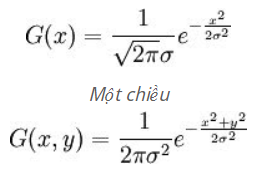 G(x) = \frac{1}{\sqrt{2\pi}\sigma} e^{-\frac{x^2}{2\sigma^2}}
Một chiều
G(x, y) = \frac{1}{2\pi\sigma^2} e^{-\frac{x^2+y^2}{2\sigma^2}}